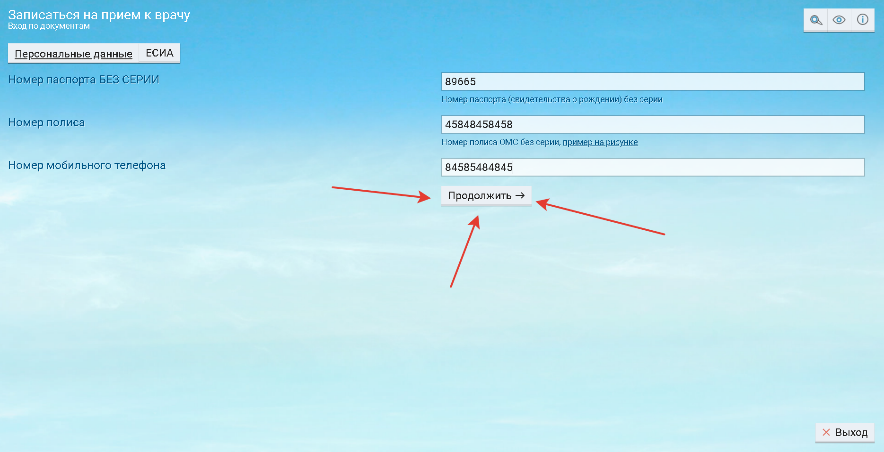 Записаться на прием к врачу
Вход по документам
Персональные данные
ЕСИА
Номер паспорта БЕЗ СЕРИИ
89665
Номер паспорта (свидетельства о рождении) без серии
Номер полиса
45848458458
Номер полиса ОМС без серии, пример на рисунке
Номер мобильного телефона
84585484845
Продолжить →
Выход